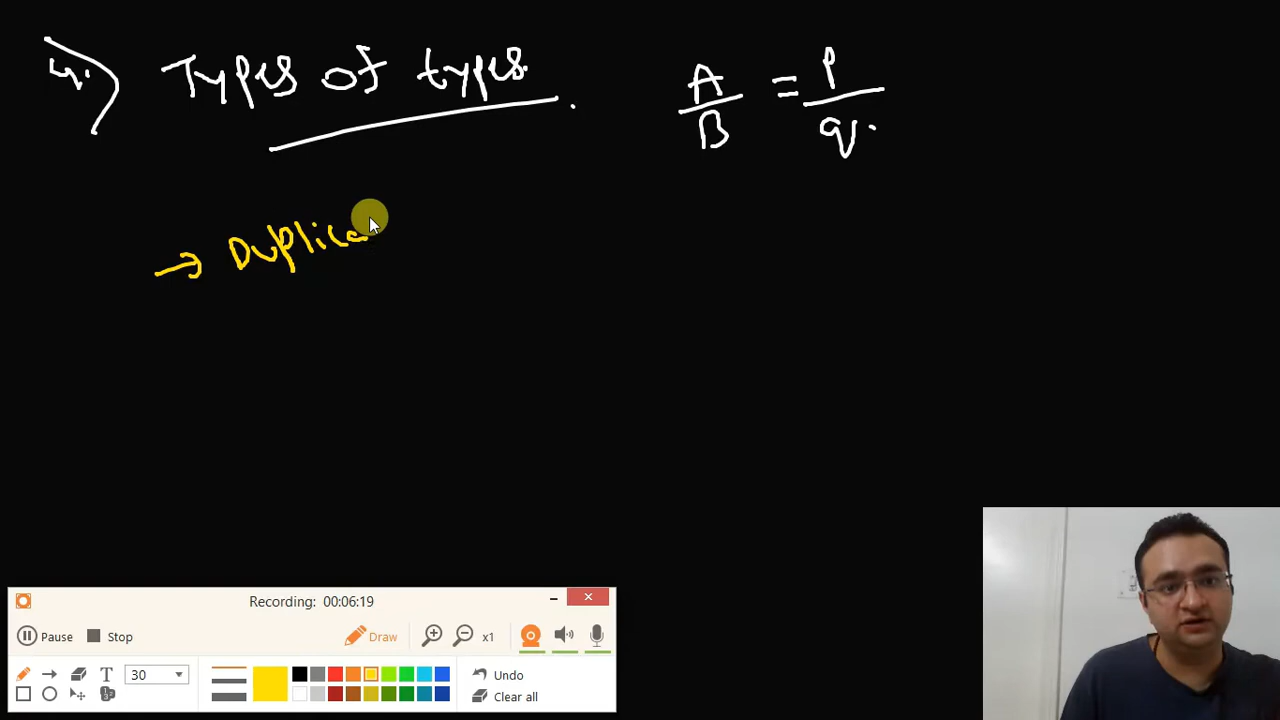 4.) Types of types.
A/B = P/q.
→ Duplica
Recording: 00:06:19
Pause Stop Draw x1
T 30 Undo
Clear all